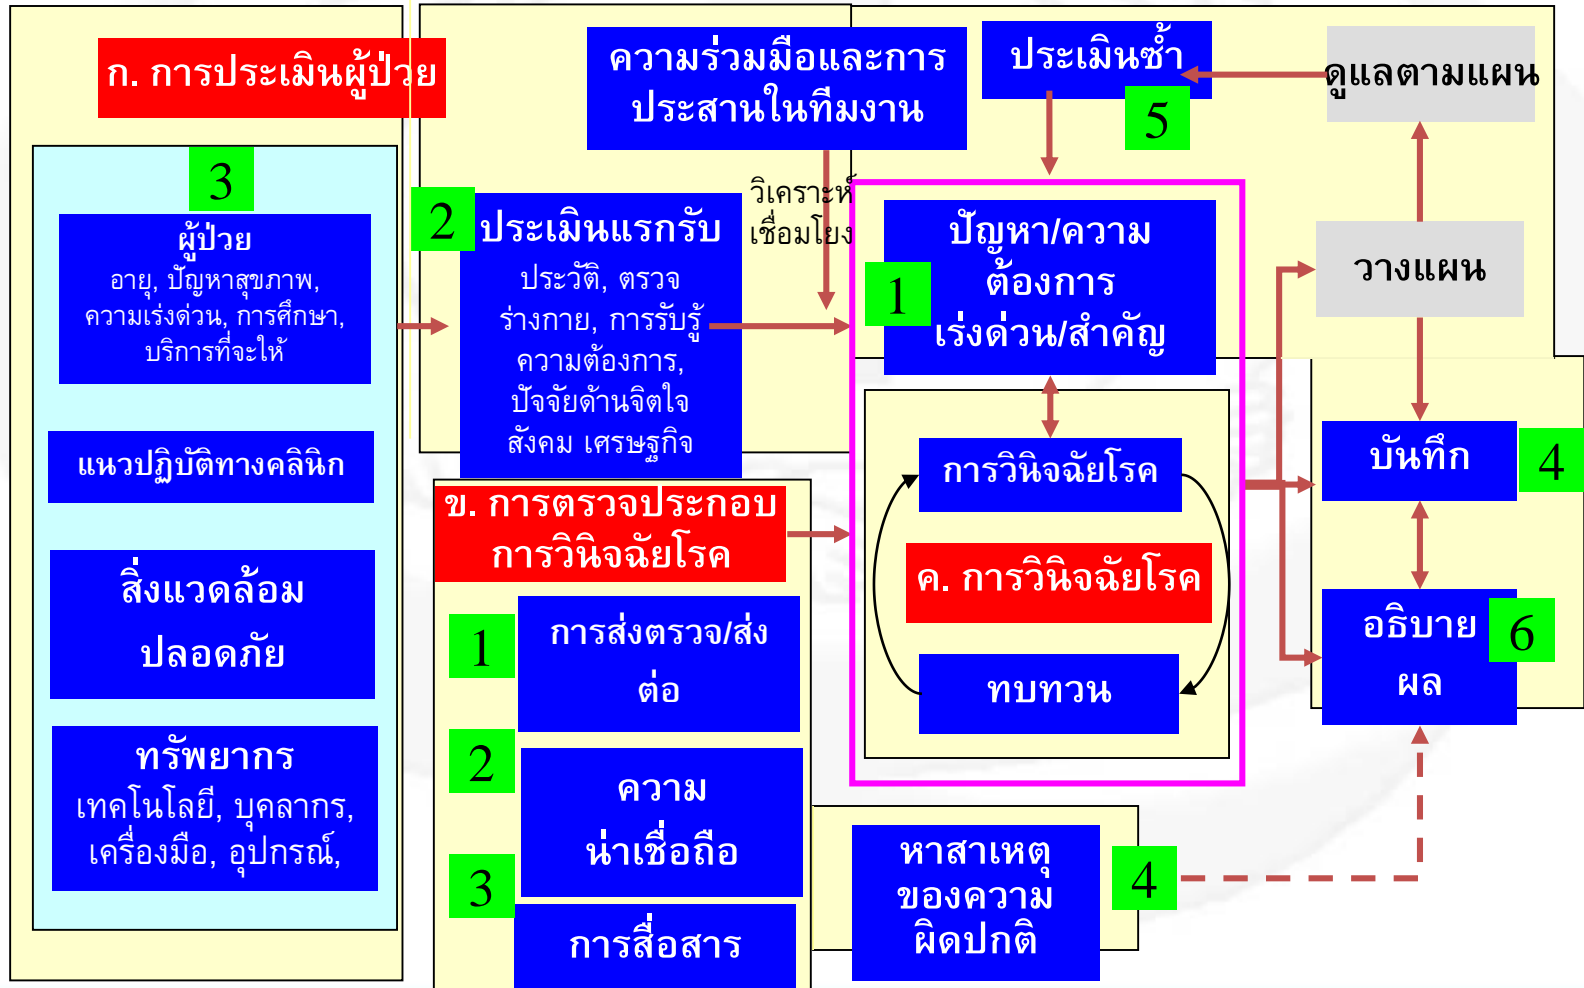 ก. การประเมินผู้ป่วย
3
ผู้ป่วย
อายุ, ปัญหาสุขภาพ,
ความเร่งด่วน, การศึกษา,
บริการที่จะให้
แนวปฏิบัติทางคลินิก
สิ่งแวดล้อม
ปลอดภัย
ทรัพยากร
เทคโนโลยี, บุคลากร,
เครื่องมือ, อุปกรณ์,
ความร่วมมือและการ
ประสานในทีมงาน
2
ประเมินแรกรับ
ประวัติ, ตรวจ
ร่างกาย, การรับรู้
ความต้องการ,
ปัจจัยด้านจิตใจ
สังคม เศรษฐกิจ
วิเคราะห์
เชื่อมโยง
ข. การตรวจประกอบ
การวินิจฉัยโรค
1
การส่งตรวจ/ส่ง
ต่อ
2
ความ
น่าเชื่อถือ
3
การสื่อสาร
ประเมินซ้ำ
5
ดูแลตามแผน
1
ปัญหา/ความ
ต้องการ
เร่งด่วน/สำคัญ
วางแผน
การวินิจฉัยโรค
ค. การวินิจฉัยโรค
ทบทวน
บันทึก
4
อธิบาย
ผล
6
หาสาเหตุ
ของความ
ผิดปกติ
4